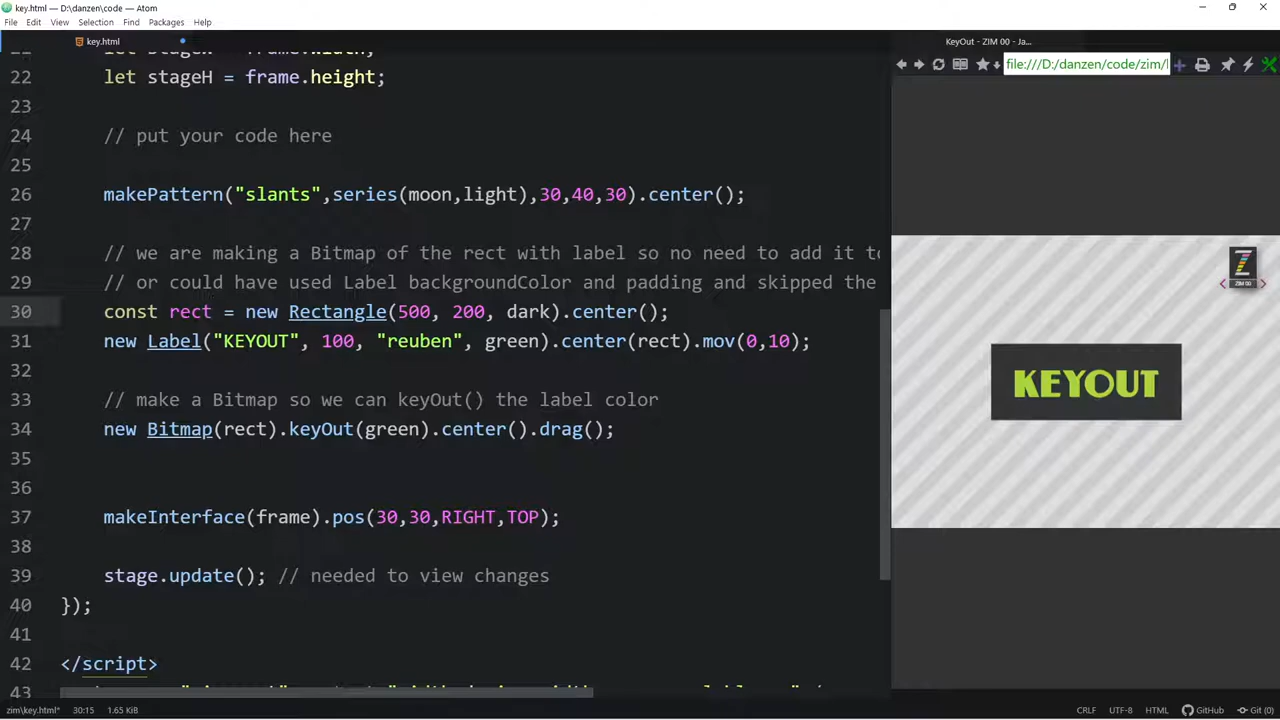 key.html — D:\danzen\code — Atom
File Edit View Selection Find Packages Help
key.html
KeyOut - ZIM 00 - Ja...
file:///D:/danzen/code/zim/
22 let stageH = frame.height;
23
24 // put your code here
25
26 makePattern("slants",series(moon,light),30,40,30).center();
27
28 // we are making a Bitmap of the rect with label so no need to add it to
29 // or could have used Label backgroundColor and padding and skipped the
30 const rect = new Rectangle(500, 200, dark).center();
31 new Label("KEYOUT", 100, "reuben", green).center(rect).mov(0,10);
32
33 // make a Bitmap so we can keyOut() the label color
34 new Bitmap(rect).keyOut(green).center().drag();
35
36
37 makeInterface(frame).pos(30,30,RIGHT,TOP);
38
39 stage.update(); // needed to view changes
40 });
41
42 </script>
43
Z
ZIM 00
KEYOUT
zim\key.html* 30:15 1.65 KiB
CRLF UTF-8 HTML GitHub Git (0)